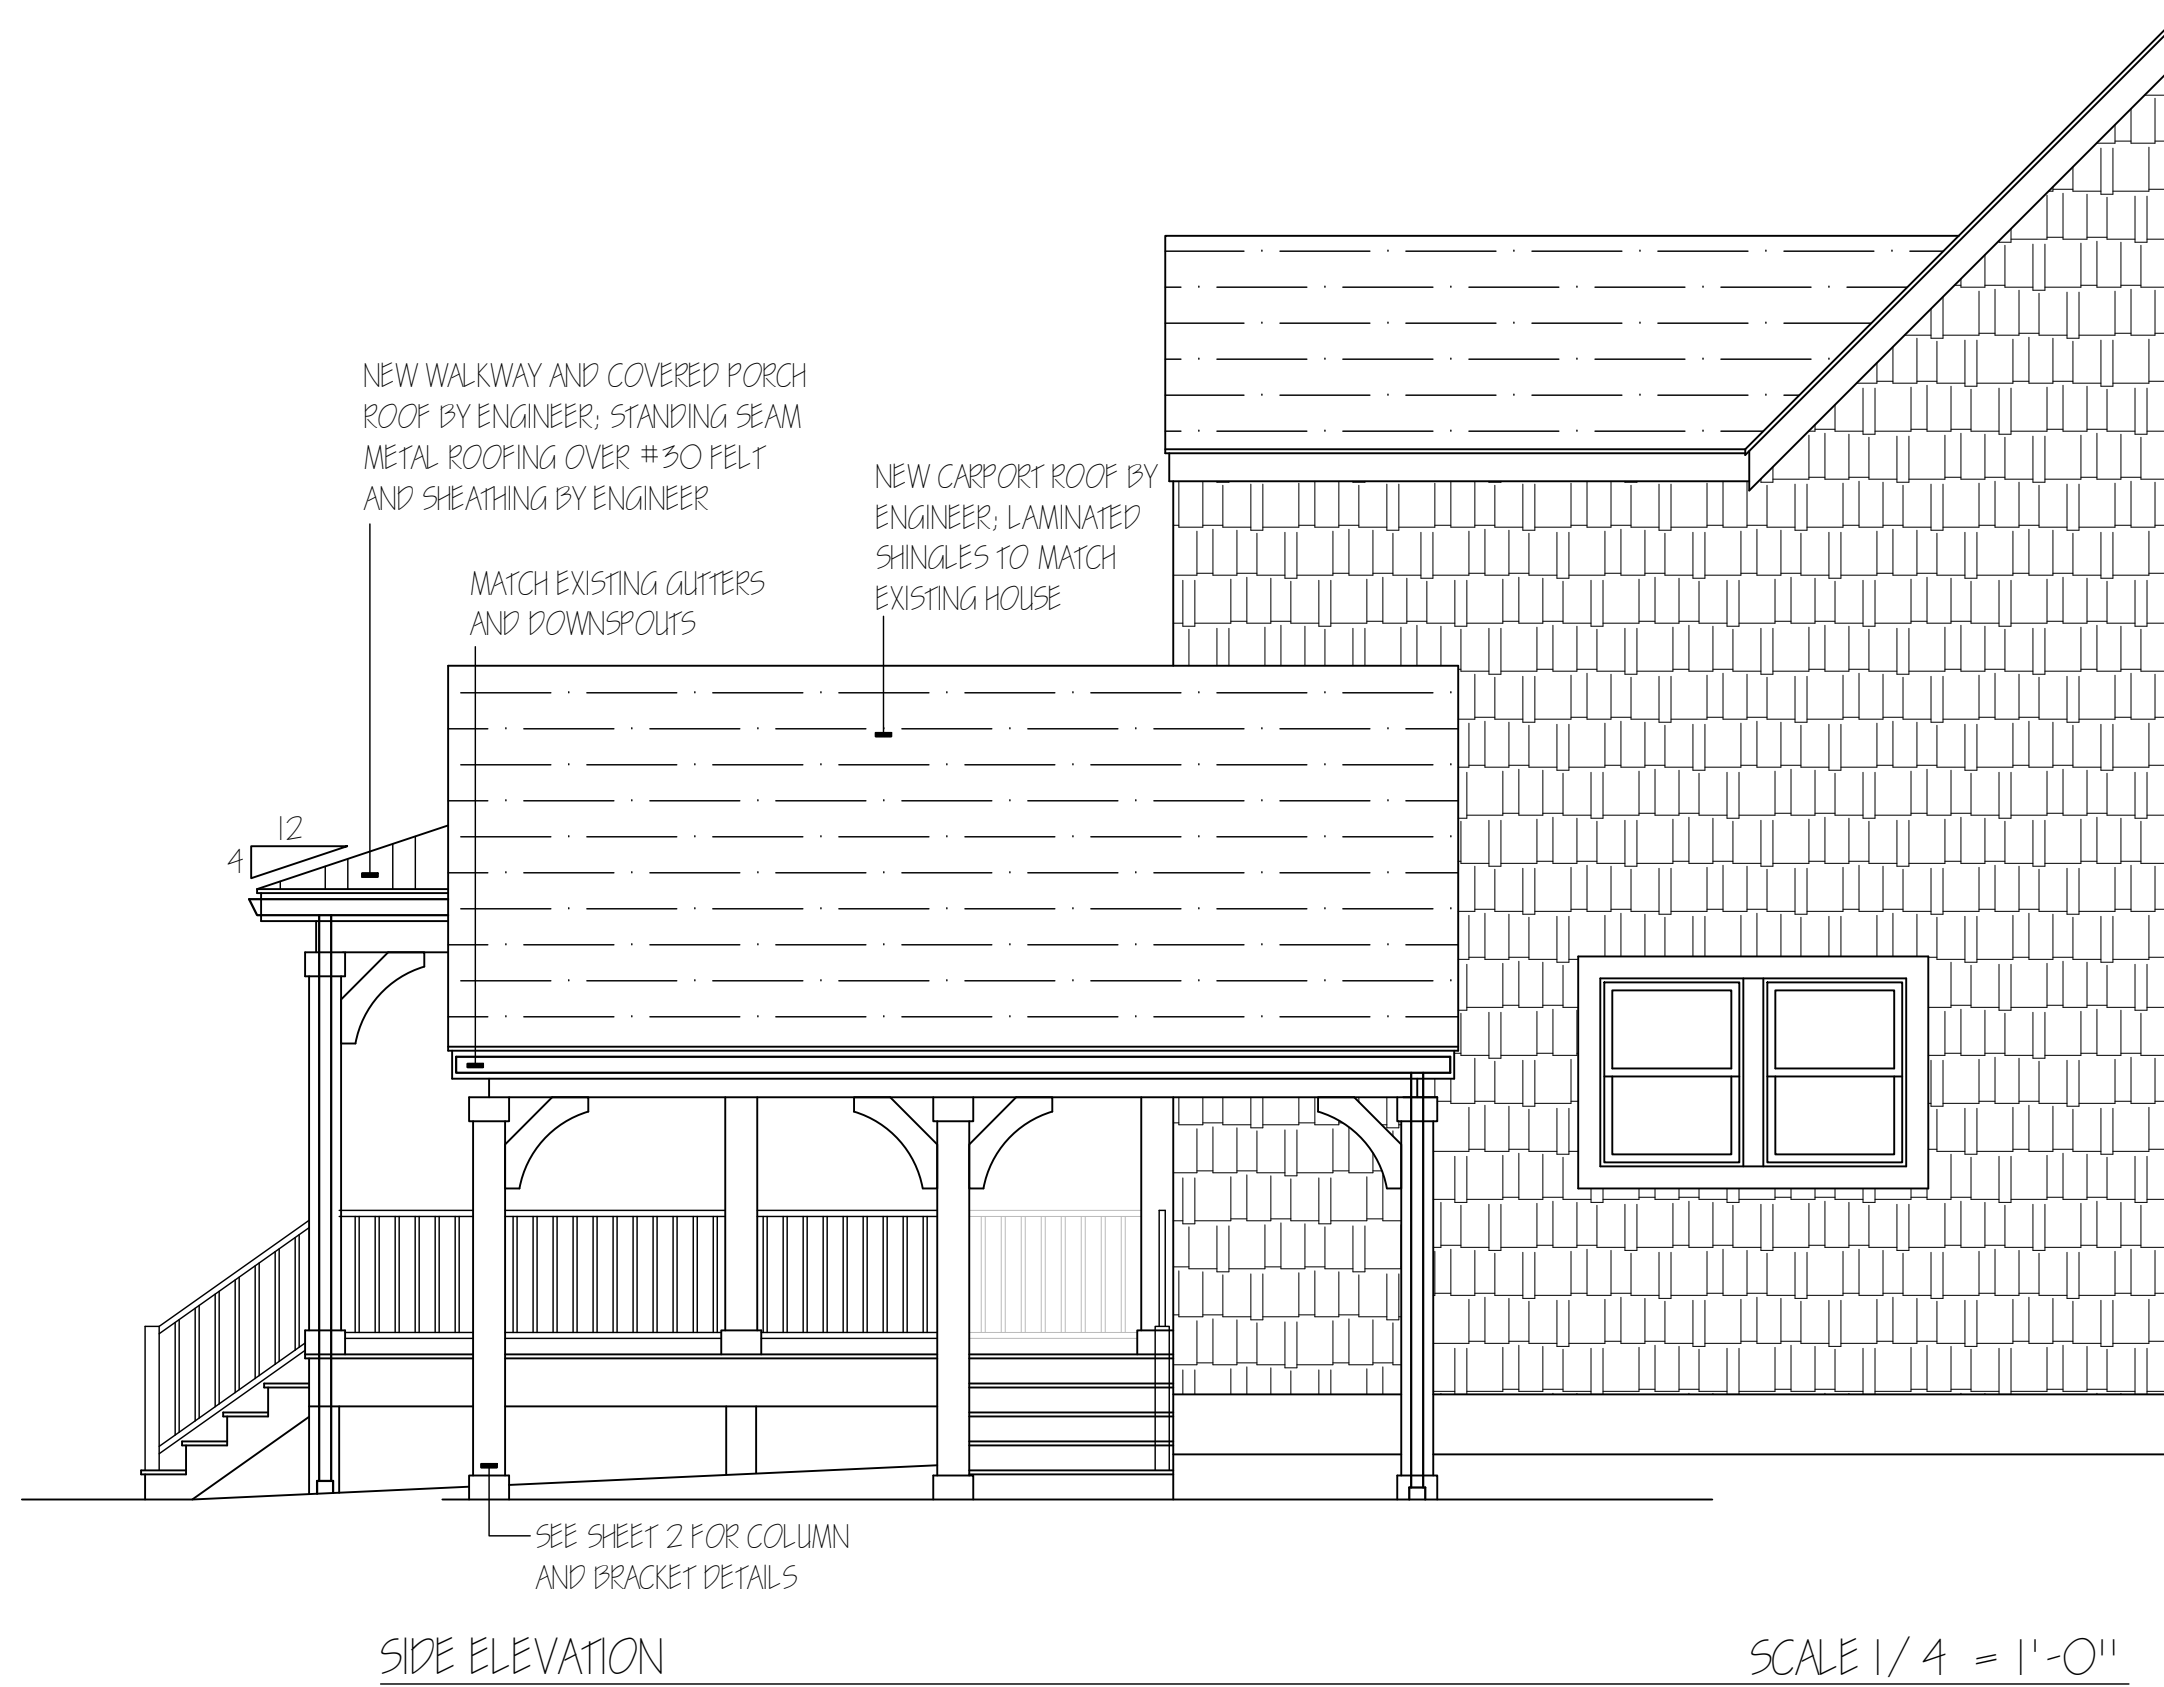 NEW WALKWAY AND COVERED PORCH
ROOF BY ENGINEER; STANDING SEAM
METAL ROOFING OVER #30 FELT
AND SHEATHING BY ENGINEER
NEW CARPORT ROOF BY
ENGINEER; LAMINATED
SHINGLES TO MATCH
EXISTING HOUSE
MATCH EXISTING GUTTERS
AND DOWNSPOUTS
12
4
SEE SHEET 2 FOR COLUMN
AND BRACKET DETAILS
SIDE ELEVATION
SCALE 1/4 = 1'-0"